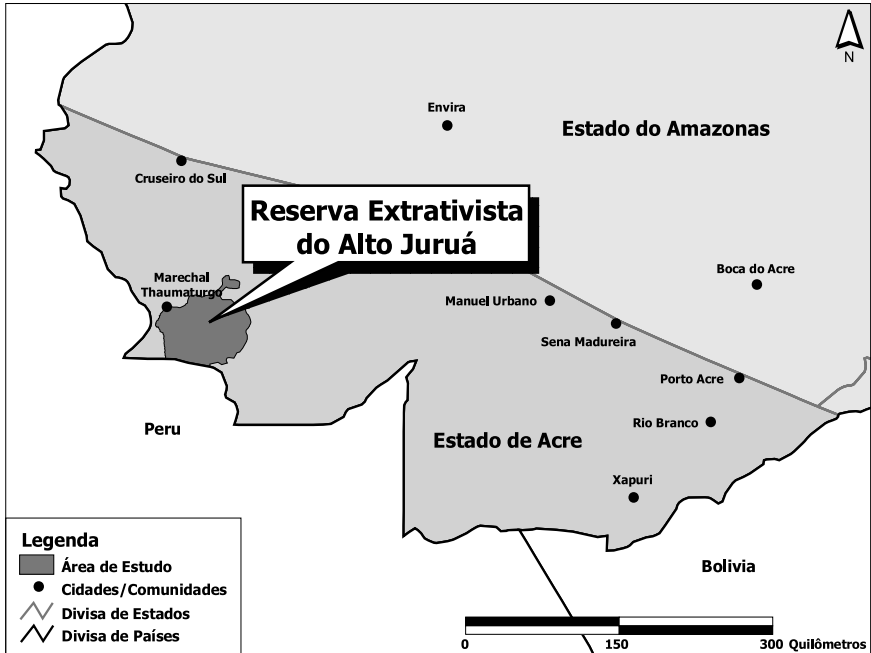 N
Envira
Estado do Amazonas
Cruseiro do Sul
Reserva Extrativista
do Alto Juruá
Boca do Acre
Marechal
Thaumaturgo
Manuel Urbano
Sena Madureira
Porto Acre
Rio Branco
Peru
Estado de Acre
Xapuri
Bolivia
Legenda
Área de Estudo
Cidades/Comunidades
Divisa de Estados
Divisa de Países
0 150 300 Quilômetros